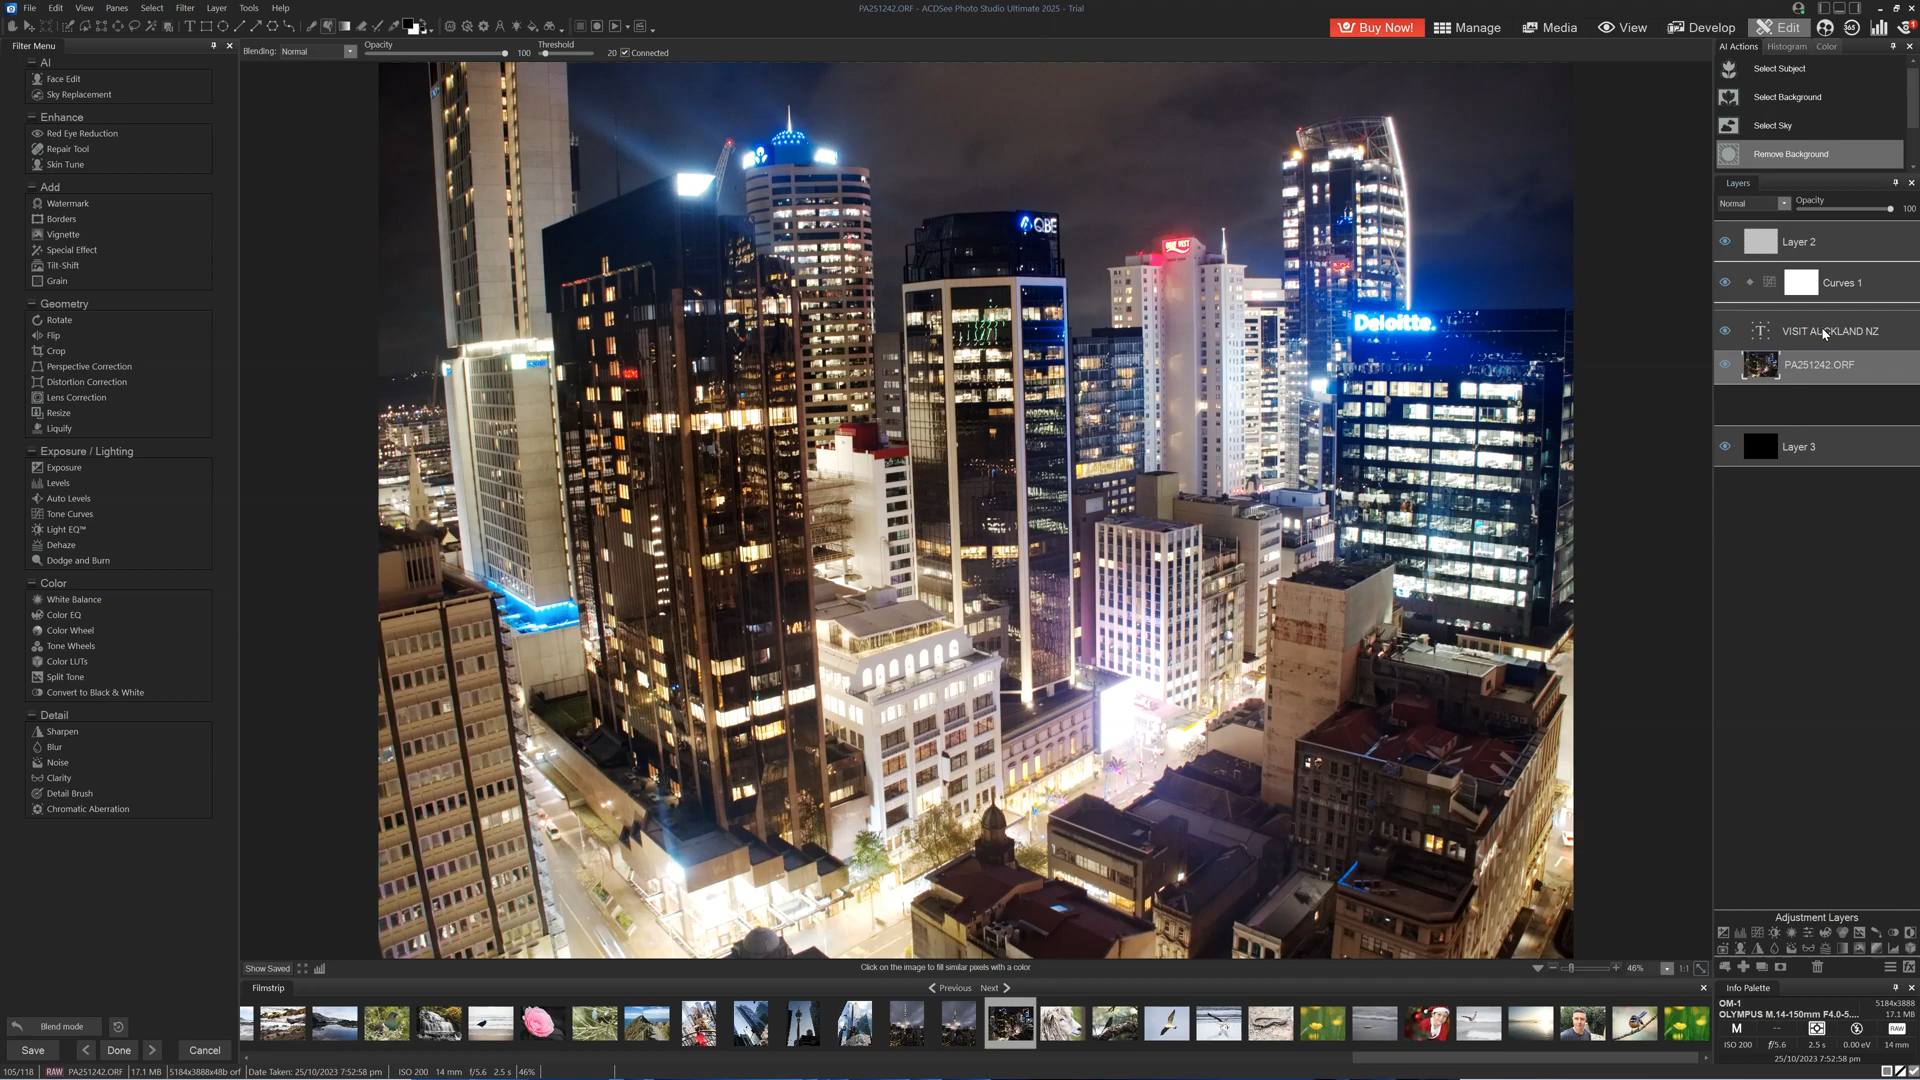 File Edit View Panes Select Filter Layer Tools Help
PA251242.ORF - ACDSee Photo Studio Ultimate 2025 - Trial
Buy Now! Manage Media View Develop Edit 365
Filter Menu
Blending: Normal Opacity 100 Threshold 20 Connected
AI
Face Edit
Sky Replacement
Enhance
Red Eye Reduction
Repair Tool
Skin Tune
Add
Watermark
Borders
Vignette
Special Effect
Tilt-Shift
Grain
Geometry
Rotate
Flip
Crop
Perspective Correction
Distortion Correction
Lens Correction
Resize
Liquify
Exposure / Lighting
Exposure
Levels
Auto Levels
Tone Curves
Light EQ™
Dehaze
Dodge and Burn
Color
White Balance
Color EQ
Color Wheel
Tone Wheels
Color LUTs
Split Tone
Convert to Black & White
Detail
Sharpen
Blur
Noise
Clarity
Detail Brush
Chromatic Aberration
Blend mode
Save Done Cancel
QBE
Deloitte.
AI Actions Histogram Color
Select Subject
Select Background
Select Sky
Remove Background
Layers
Normal Opacity 100
Layer 2
Curves 1
VISIT AUCKLAND NZ
PA251242.ORF
Layer 3
Adjustment Layers
Show Saved
Click on the image to fill similar pixels with a color
46% 1:1
Filmstrip
Previous Next
Info Palette
OM-1 5184x3888
OLYMPUS M.14-150mm F4.0-5.... 17.1 MB
M -- RAW
ISO 200 f/5.6 2.5 s 0.00 eV 14 mm
25/10/2023 7:52:58 pm
105/118 RAW PA251242.ORF 17.1 MB 5184x3888x48b orf Date Taken: 25/10/2023 7:52:58 pm ISO 200 14 mm f/5.6 2.5 s 46%